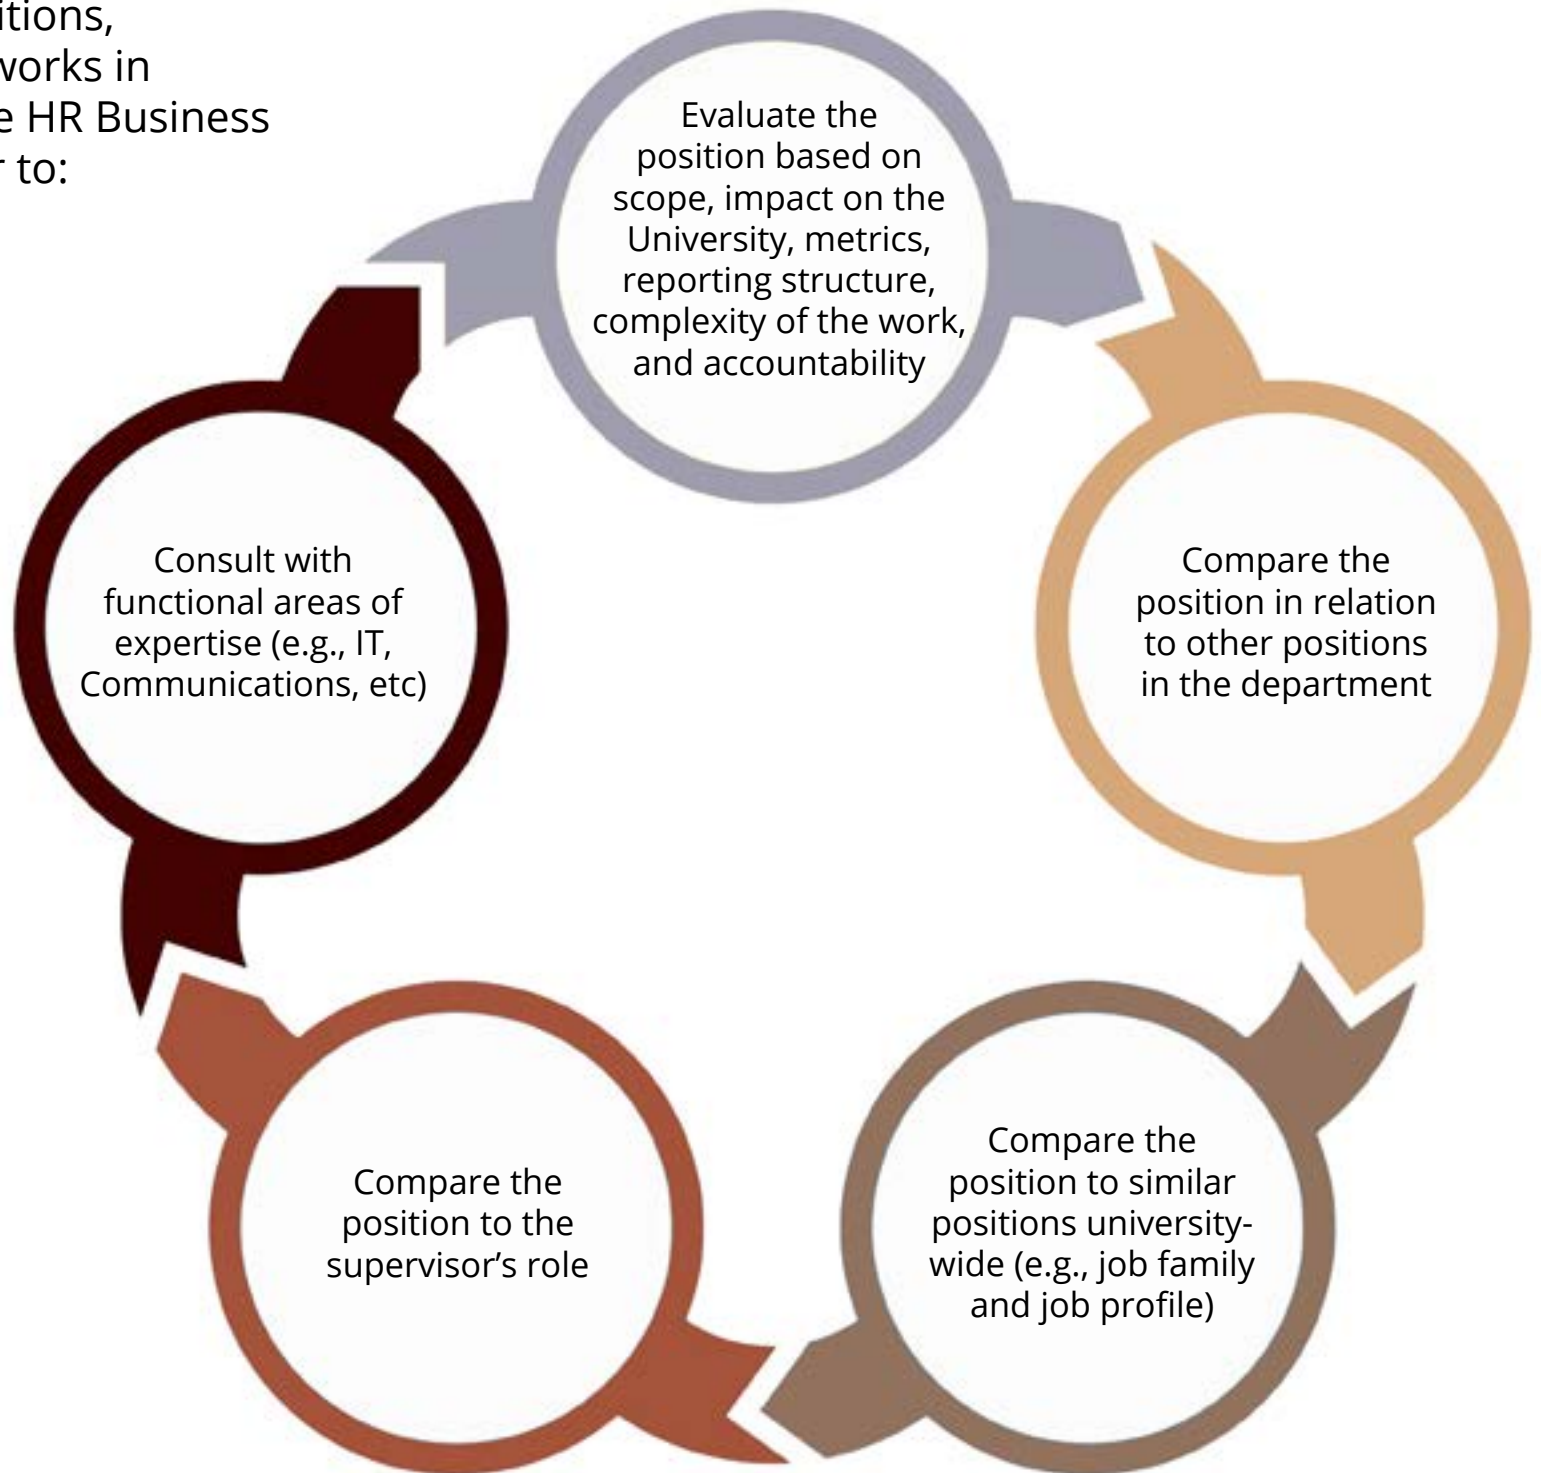 itions,
works in
e HR Business
r to:
Evaluate the
position based on
scope, impact on the
University, metrics,
reporting structure,
complexity of the work,
and accountability
Compare the
position in relation
to other positions
in the department
Compare the
position to similar
positions university-
wide (e.g., job family
and job profile)
Compare the
position to the
supervisor’s role
Consult with
functional areas of
expertise (e.g., IT,
Communications, etc)